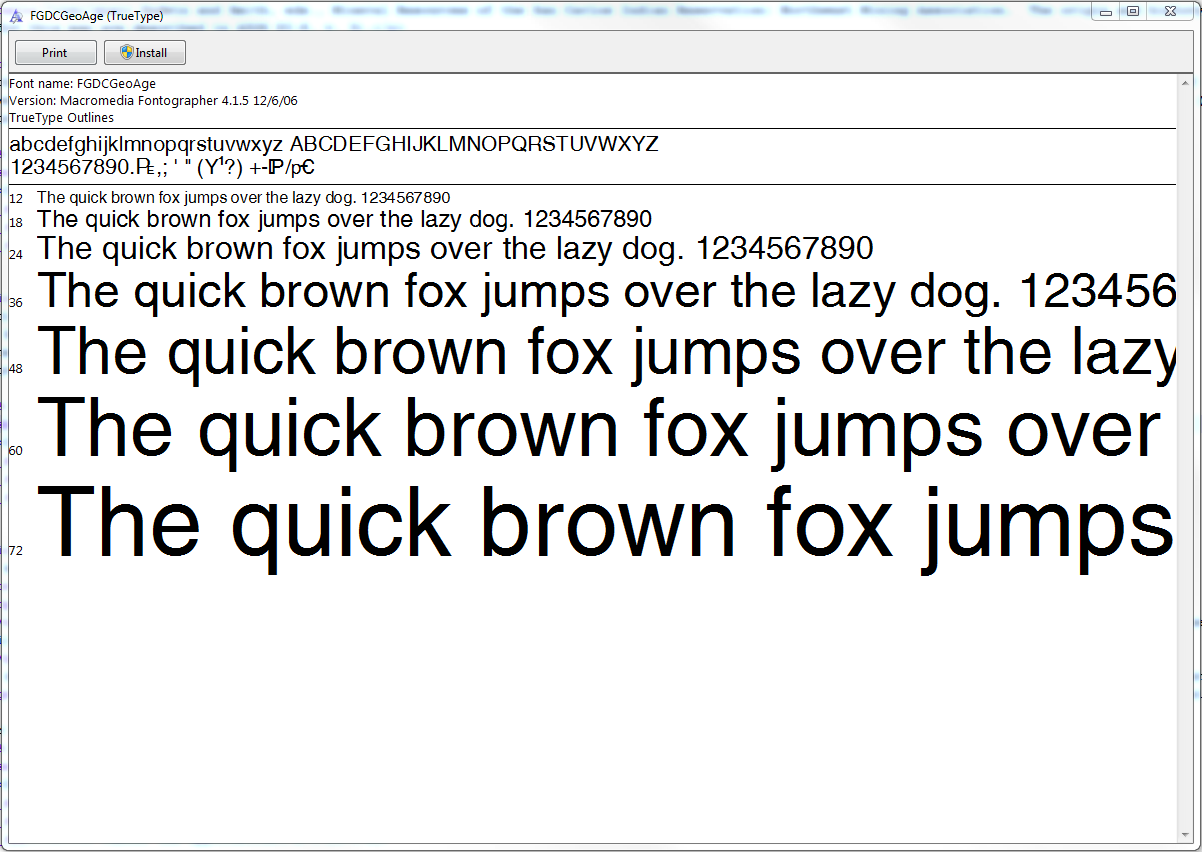 FGDCGeoAge (TrueType)
Print
Install
Font name: FGDCGeoAge
Version: Macromedia Fontographer 4.1.5 12/6/06
TrueType Outlines
abcdefghijklmnopqrstuvwxyz ABCDEFGHIJKLMNOPQRSTUVWXYZ
1234567890. ,; ' " (Y¹?) +- /p€
12 The quick brown fox jumps over the lazy dog. 1234567890
18 The quick brown fox jumps over the lazy dog. 1234567890
24 The quick brown fox jumps over the lazy dog. 1234567890
36 The quick brown fox jumps over the lazy dog. 123456
48 The quick brown fox jumps over the lazy
60 The quick brown fox jumps over
72 The quick brown fox jumps